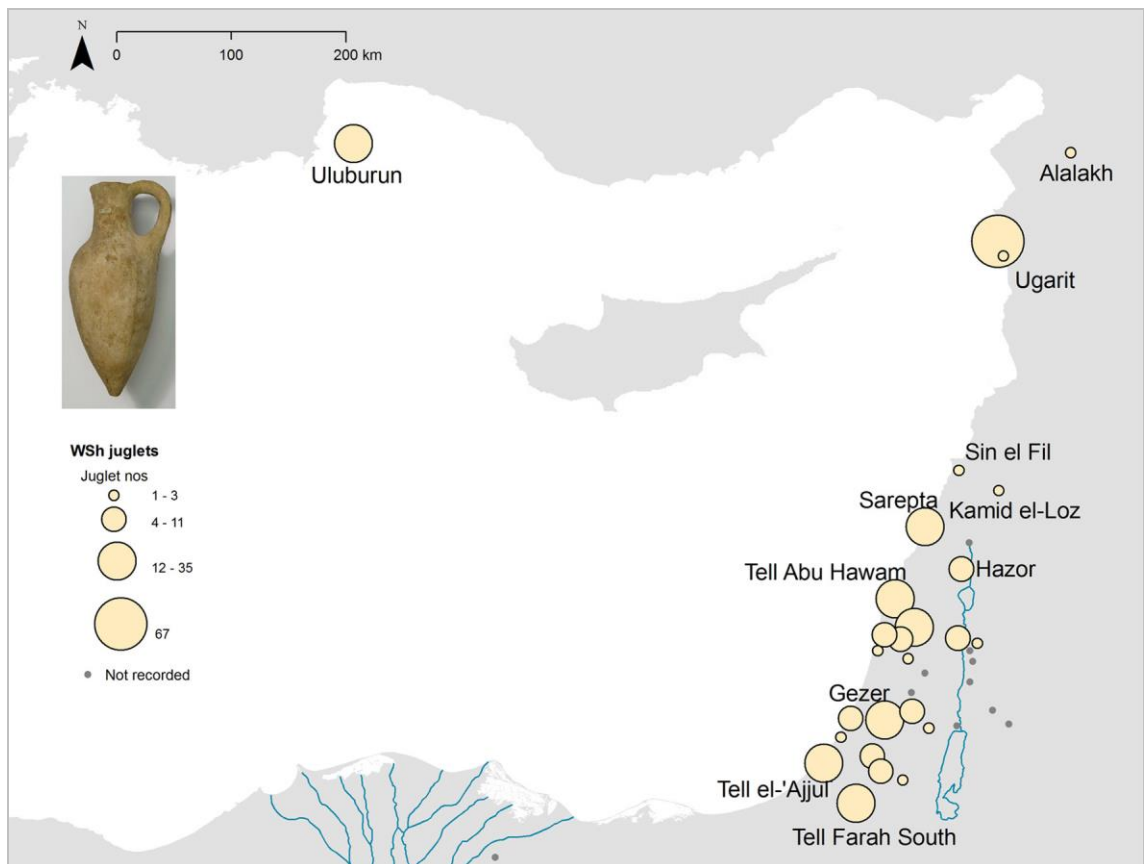 N
0 100 200 km
Uluburun
Alalakh
Ugarit
WSh juglets
Juglet nos
1 - 3
4 - 11
12 - 35
67
Not recorded
Sin el Fil
Sarepta
Kamid el-Loz
Tell Abu Hawam
Hazor
Gezer
Tell el-'Ajjul
Tell Farah South